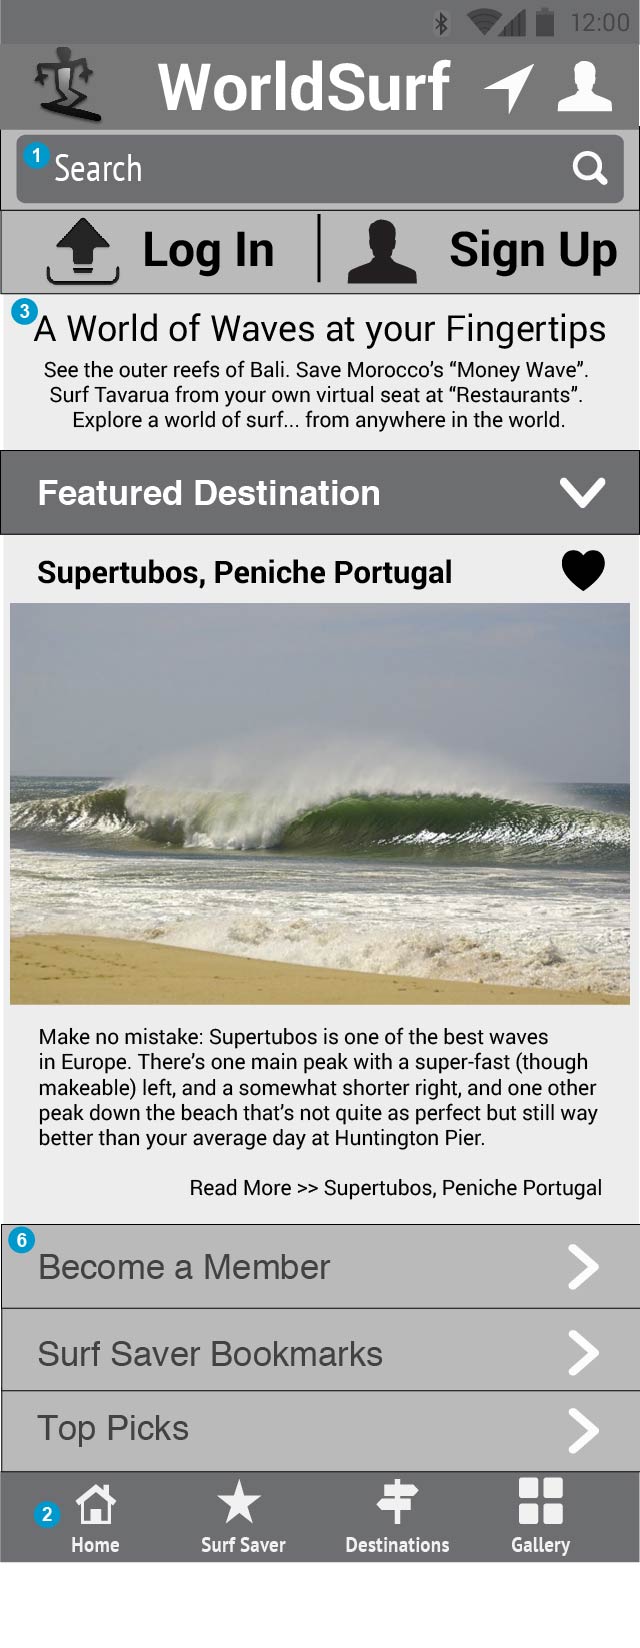 12:00
WorldSurf
1 Search
Log In
Sign Up
3
A World of Waves at your Fingertips
See the outer reefs of Bali. Save Morocco's “Money Wave”.
Surf Tavarua from your own virtual seat at “Restaurants”.
Explore a world of surf... from anywhere in the world.
Featured Destination
Supertubos, Peniche Portugal
Make no mistake: Supertubos is one of the best waves
in Europe. There's one main peak with a super-fast (though
makeable) left, and a somewhat shorter right, and one other
peak down the beach that's not quite as perfect but still way
better than your average day at Huntington Pier.
Read More >> Supertubos, Peniche Portugal
6
Become a Member
Surf Saver Bookmarks
Top Picks
2
Home
Surf Saver
Destinations
Gallery